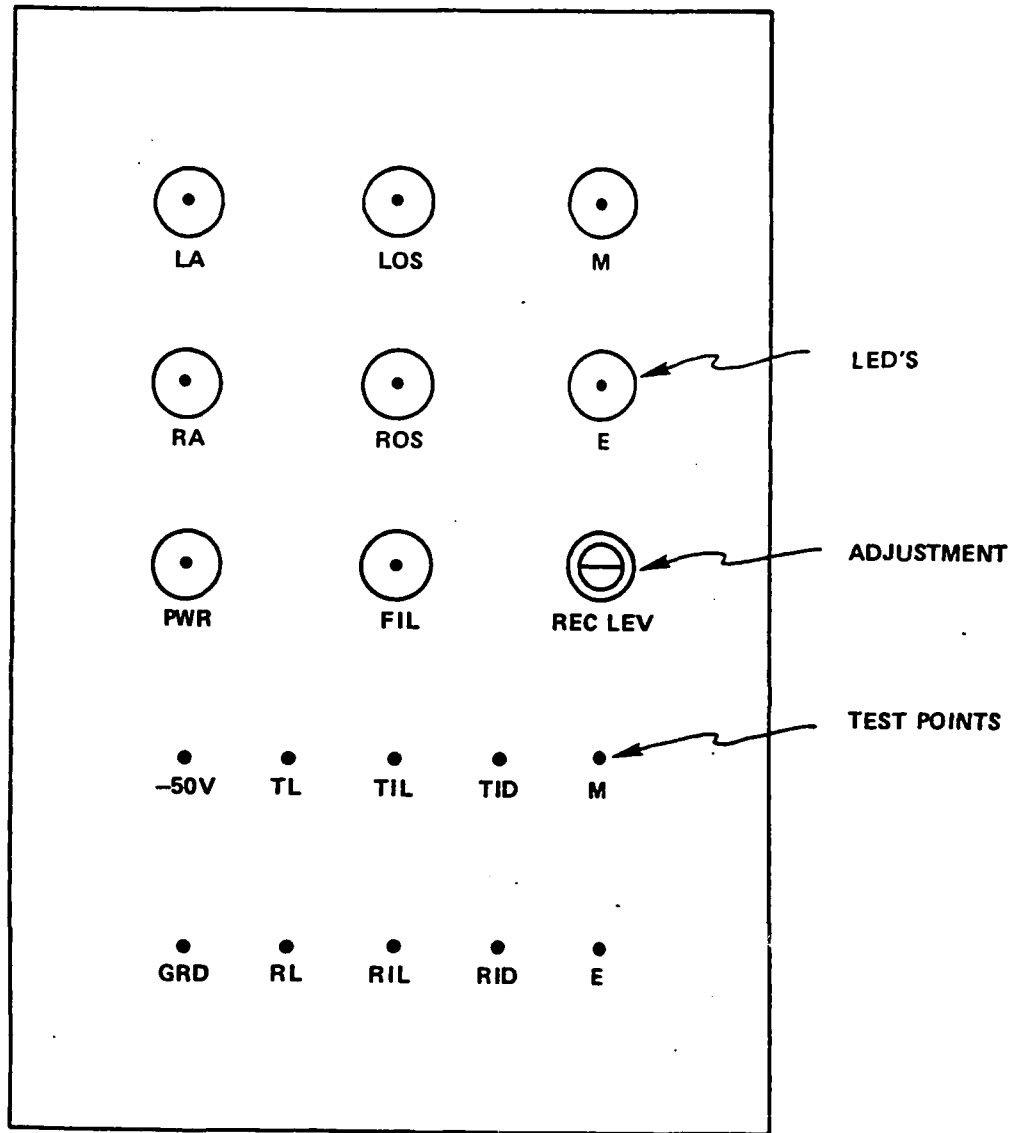 LA LOS M
LED'S
RA ROS E
ADJUSTMENT
PWR FIL REC LEV
TEST POINTS
–50V TL TIL TID M
GRD RL RIL RID E